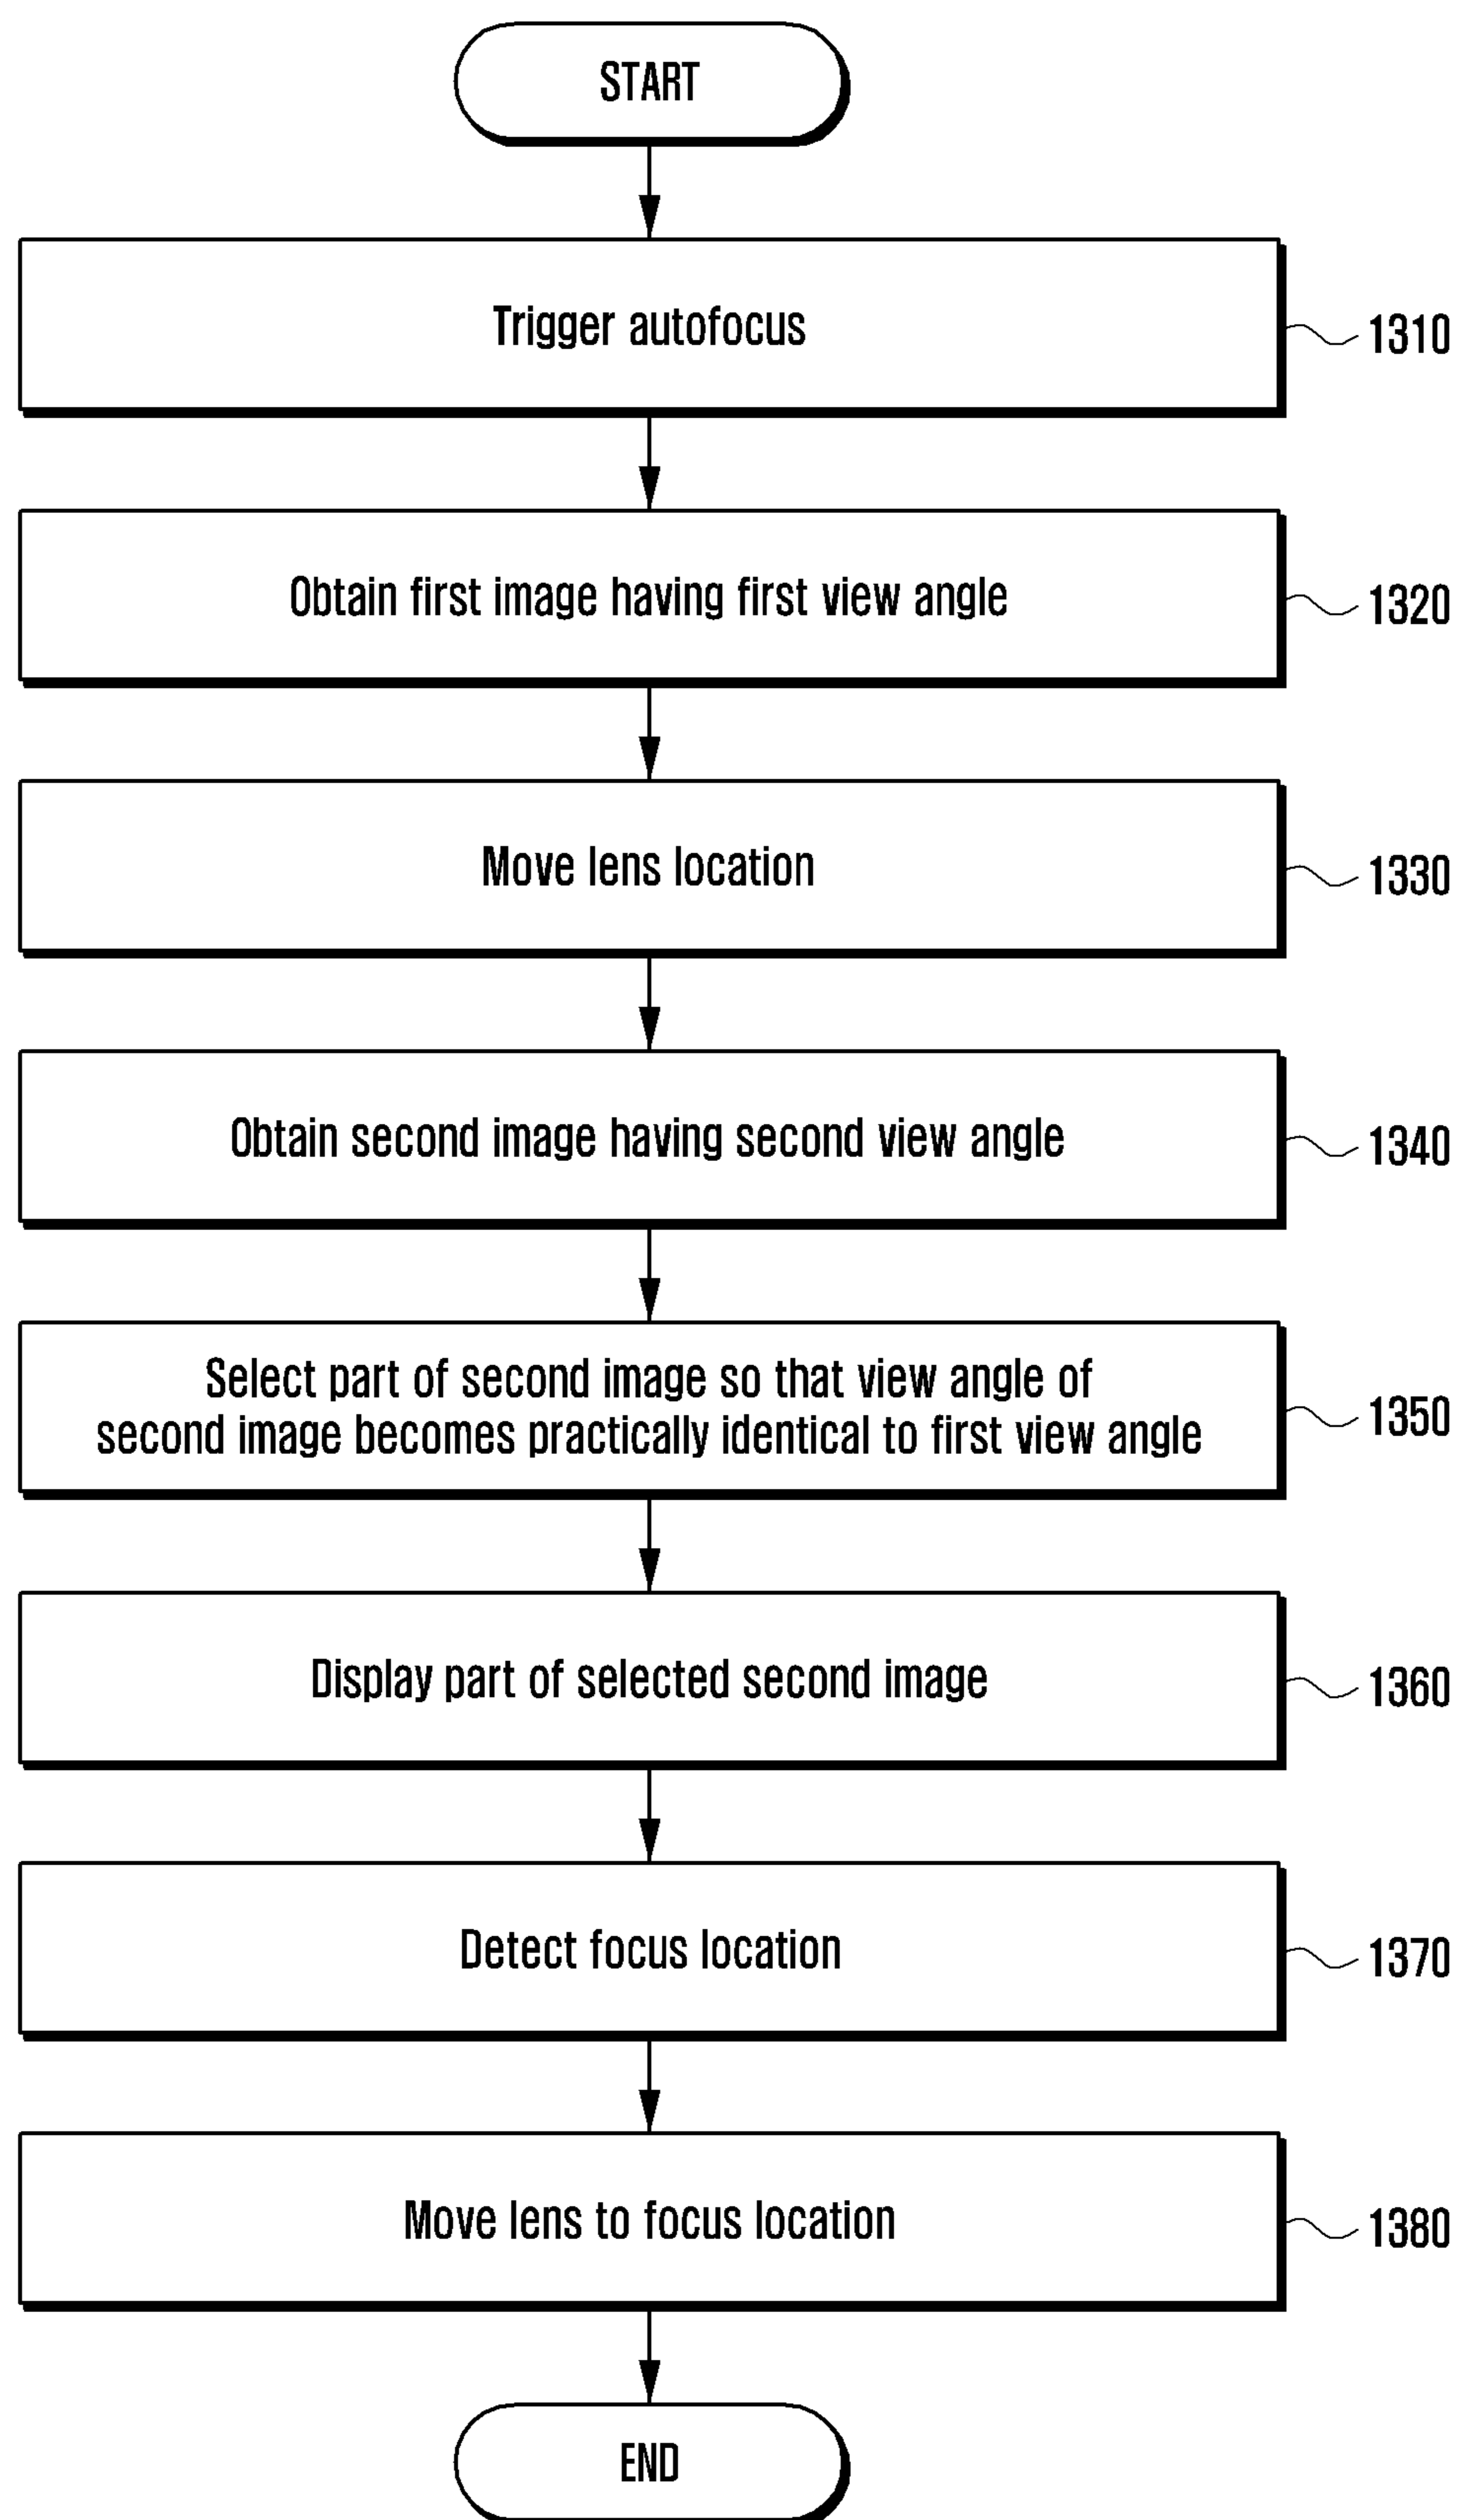 START
Trigger autofocus
1310
Obtain first image having first view angle
1320
Move lens location
1330
Obtain second image having second view angle
1340
Select part of second image so that view angle of
second image becomes practically identical to first view angle
1350
Display part of selected second image
1360
Detect focus location
1370
Move lens to focus location
1380
END